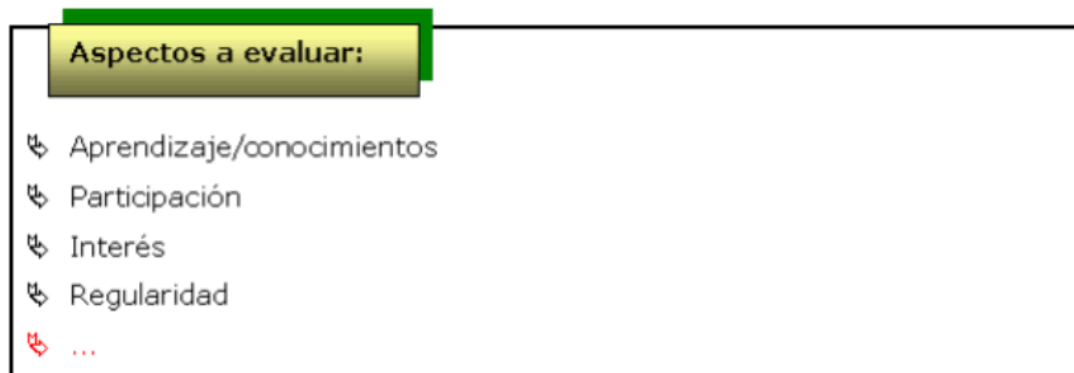 Aspectos a evaluar:
Aprendizaje/conocimientos
Participación
Interés
Regularidad
...